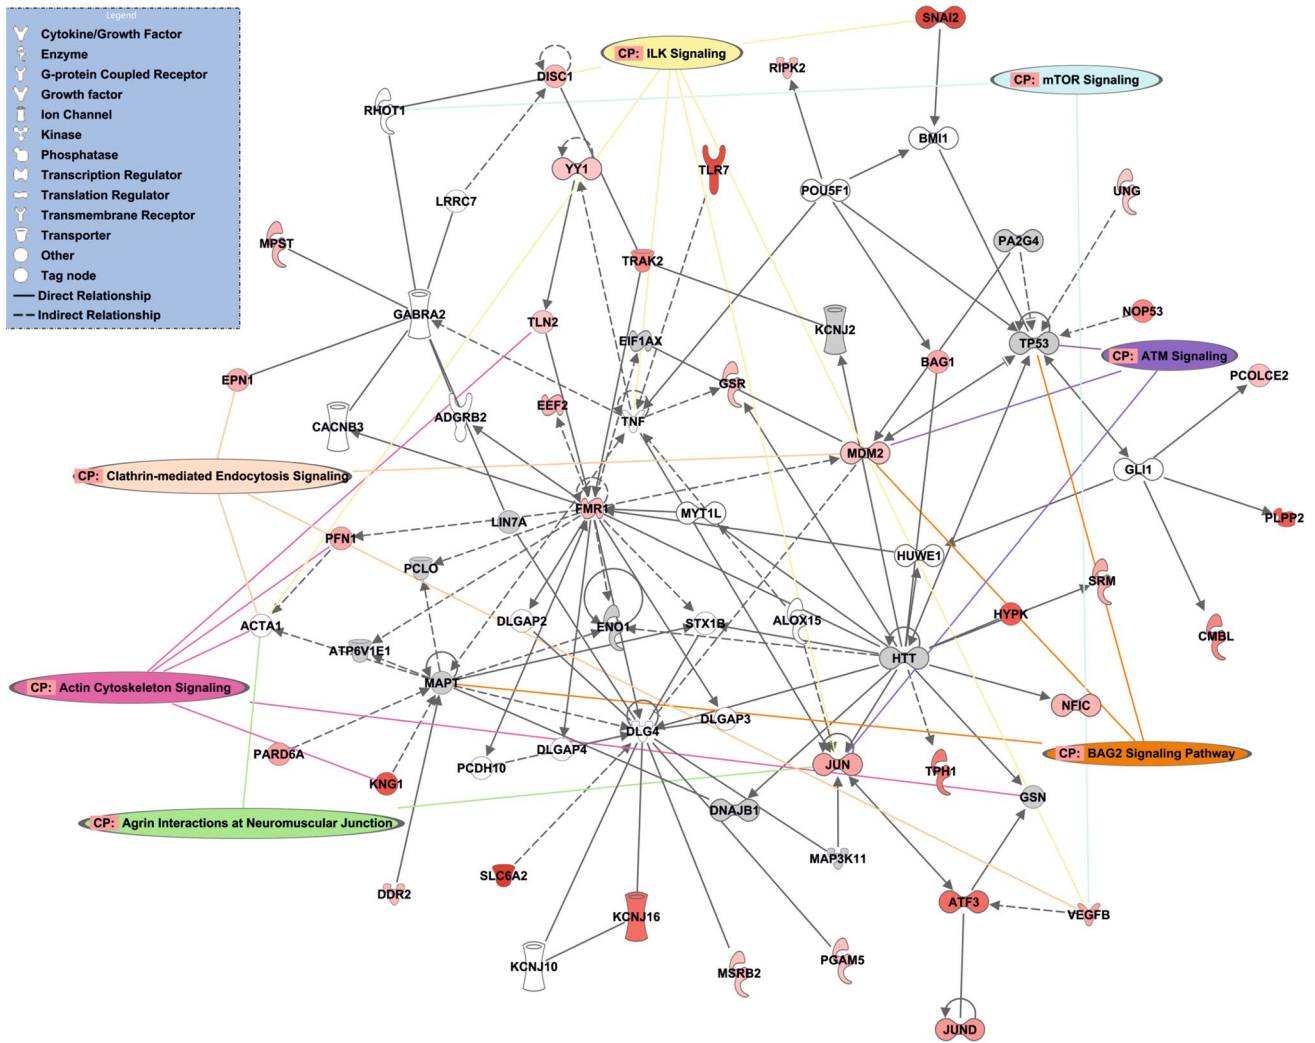 Legend
Cytokine/Growth Factor
Enzyme
G-protein Coupled Receptor
Growth factor
Ion Channel
Kinase
Phosphatase
Transcription Regulator
Translation Regulator
Transmembrane Receptor
Transporter
Other
Tag node
Direct Relationship
Indirect Relationship
SNAI2
CP: ILK Signaling
RIPK2
DISC1
CP: mTOR Signaling
RHOT1
BMI1
YY1
TLR7
POU5F1
UNG
LRRC7
MPST
PA2G4
TRAK2
GABRA2
NOP53
TLN2
KCNJ2
EIF1AX
TP53
CP: ATM Signaling
BAG1
PCOLCE2
EPN1
GSR
EEF2
ADGRB2
CACNB3
TNF
MDM2
GLI1
CP: Clathrin-mediated Endocytosis Signaling
FMR1
MYT1L
PLPP2
LIN7A
PFN1
HUWE1
PCLO
SRM
HYPK
ACTA1
DLGAP2
ENO1
STX1B
ALOX15
CMBL
ATP6V1E1
HTT
MAPT
CP: Actin Cytoskeleton Signaling
NFIC
DLGAP3
DLG4
PARD6A
DLGAP4
CP: BAG2 Signaling Pathway
PCDH10
JUN
TPH1
KNG1
GSN
DNAJB1
CP: Agrin Interactions at Neuromuscular Junction
MAP3K11
SLC6A2
DDR2
ATF3
VEGFB
KCNJ16
PGAM5
KCNJ10
MSRB2
JUND